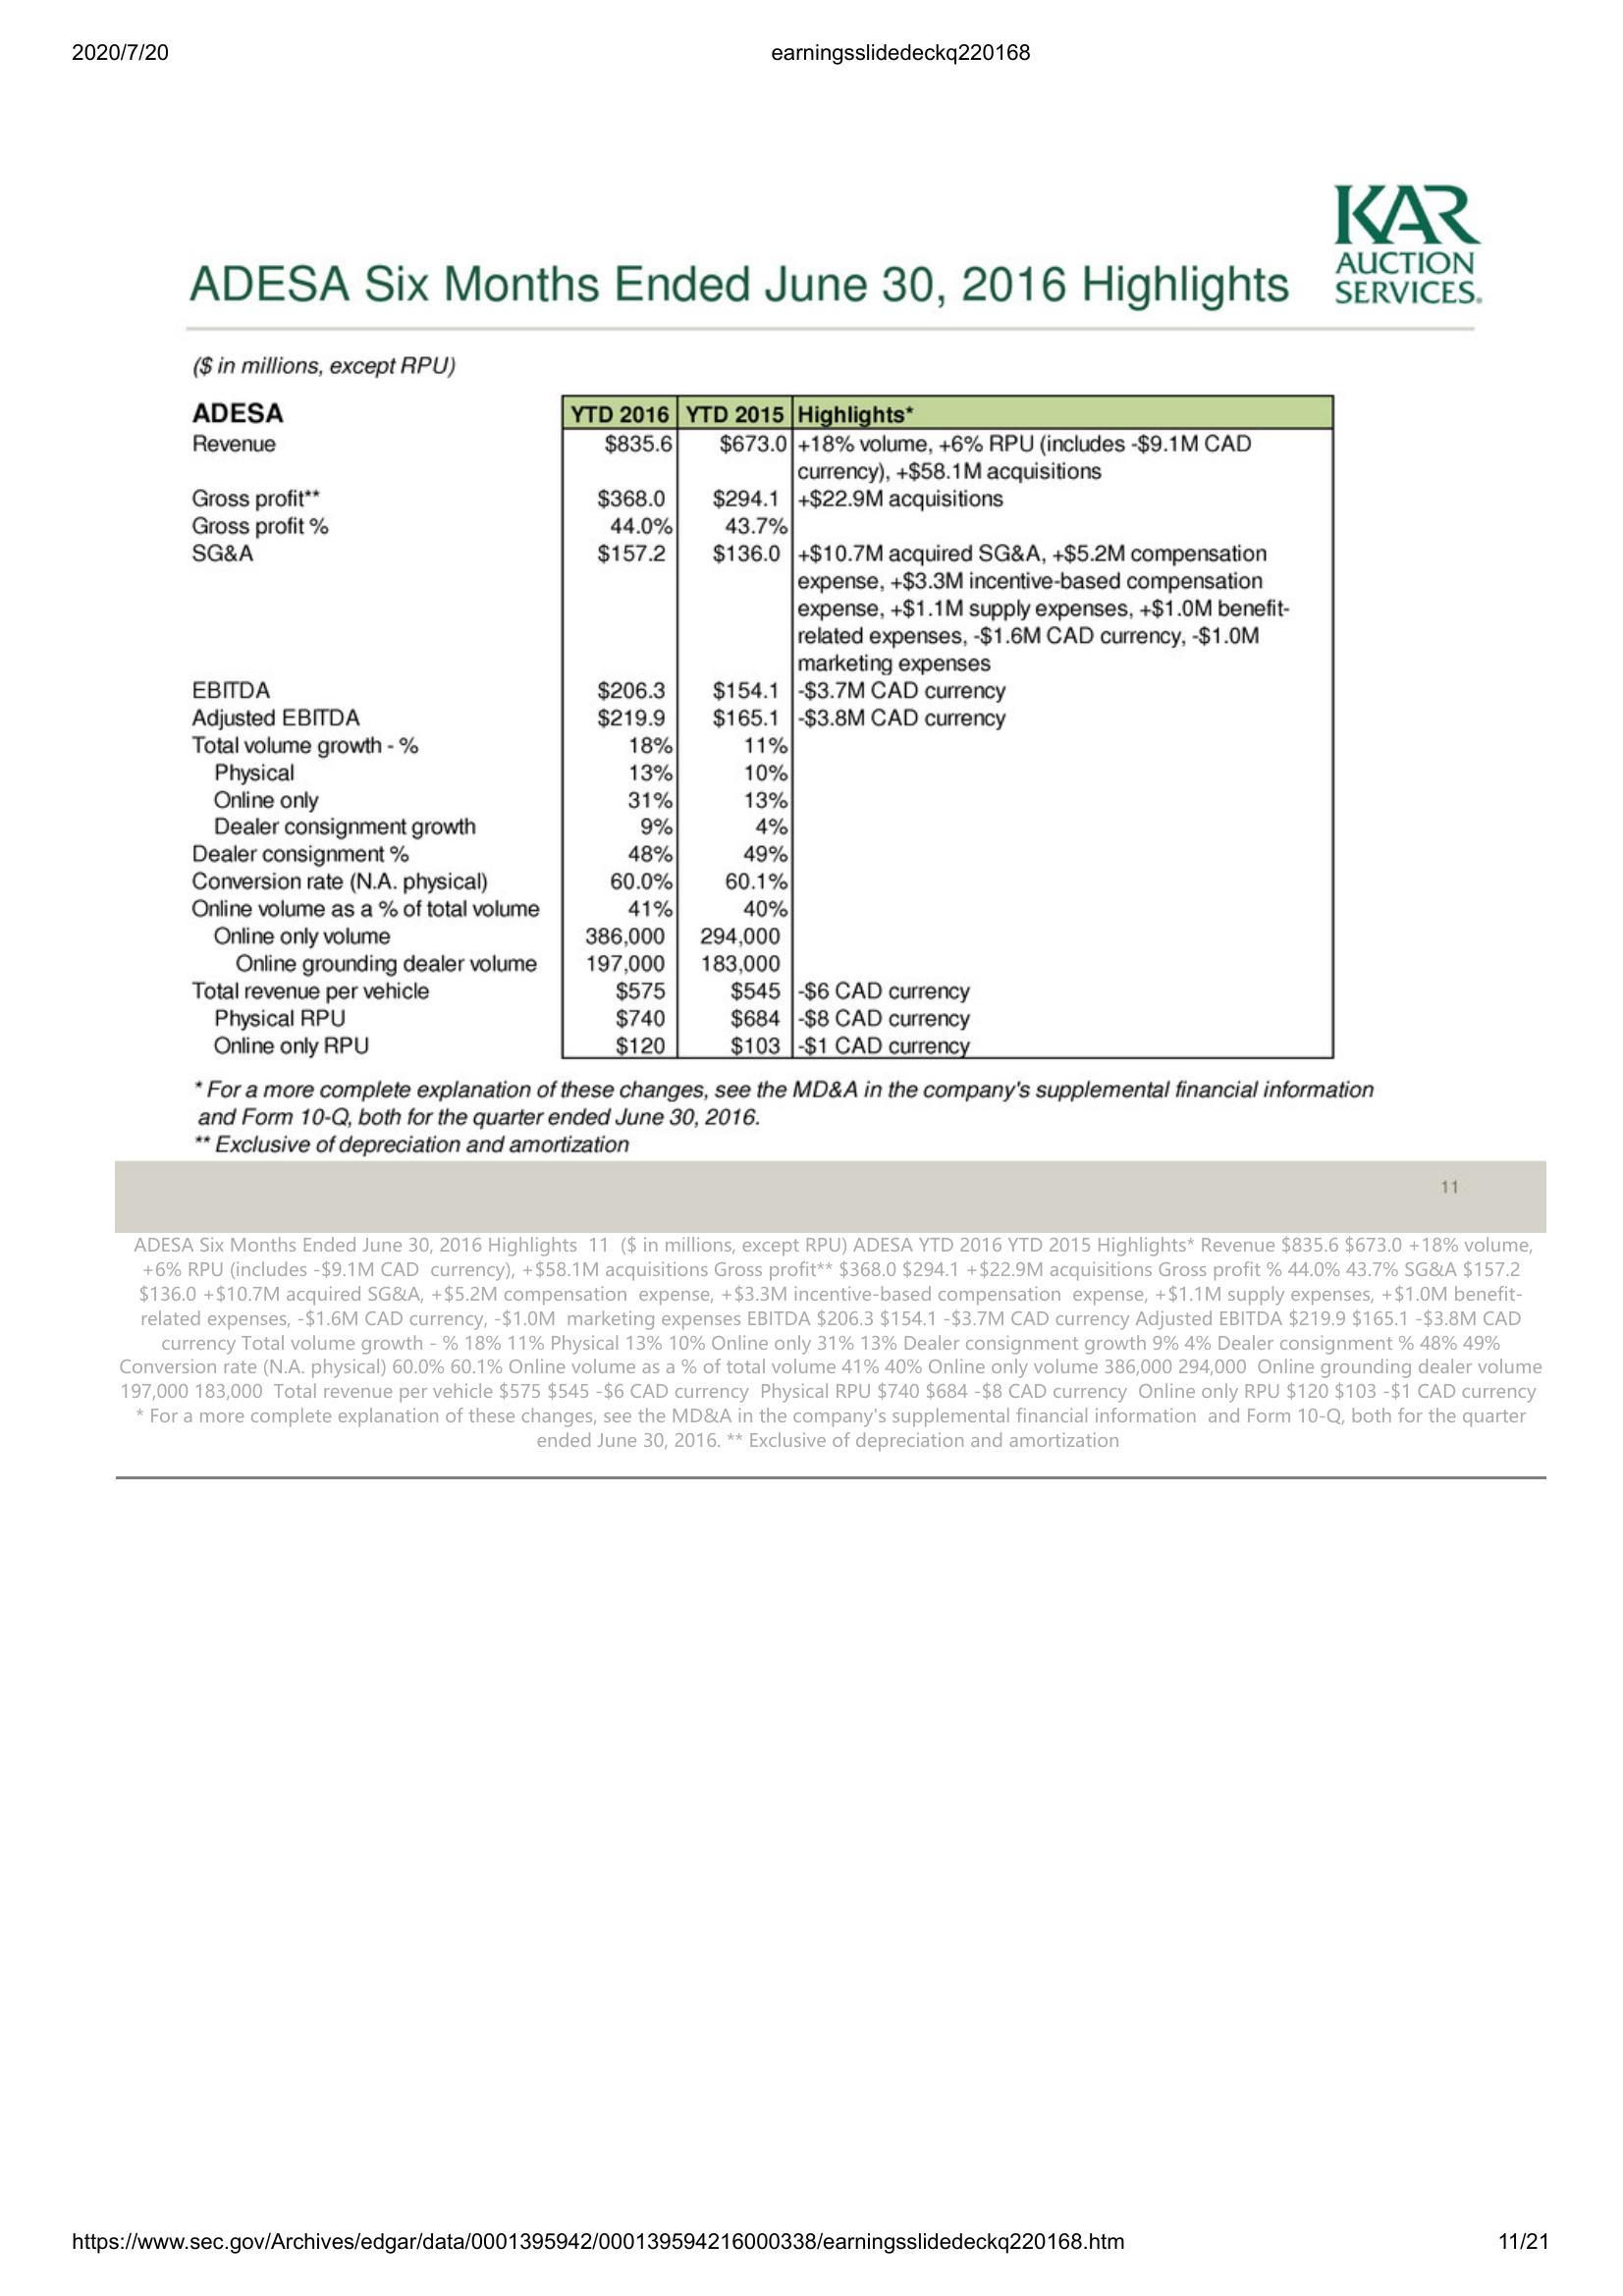 2020/7/20 earningsslidedeckq220168
KAR
AUCTION
SERVICES.
ADESA Six Months Ended June 30, 2016 Highlights
($ in millions, except RPU)
ADESA YTD 2016 YTD 2015 Highlights*
Revenue $835.6 $673.0 +18% volume, +6% RPU (includes -$9.1M CAD
currency), +$58.1M acquisitions
Gross profit** $368.0 $294.1 +$22.9M acquisitions
Gross profit % 44.0% 43.7%
SG&A $157.2 $136.0 +$10.7M acquired SG&A, +$5.2M compensation
expense, +$3.3M incentive-based compensation
expense, +$1.1M supply expenses, +$1.0M benefit-
related expenses, -$1.6M CAD currency, -$1.0M
marketing expenses
EBITDA $206.3 $154.1 -$3.7M CAD currency
Adjusted EBITDA $219.9 $165.1 -$3.8M CAD currency
Total volume growth - % 18% 11%
Physical 13% 10%
Online only 31% 13%
Dealer consignment growth 9% 4%
Dealer consignment % 48% 49%
Conversion rate (N.A. physical) 60.0% 60.1%
Online volume as a % of total volume 41% 40%
Online only volume 386,000 294,000
Online grounding dealer volume 197,000 183,000
Total revenue per vehicle $575 $545 -$6 CAD currency
Physical RPU $740 $684 -$8 CAD currency
Online only RPU $120 $103 -$1 CAD currency
* For a more complete explanation of these changes, see the MD&A in the company's supplemental financial information
and Form 10-Q, both for the quarter ended June 30, 2016.
** Exclusive of depreciation and amortization
11
ADESA Six Months Ended June 30, 2016 Highlights 11 ($ in millions, except RPU) ADESA YTD 2016 YTD 2015 Highlights* Revenue $835.6 $673.0 +18% volume,
+6% RPU (includes -$9.1M CAD currency), +$58.1M acquisitions Gross profit** $368.0 $294.1 +$22.9M acquisitions Gross profit % 44.0% 43.7% SG&A $157.2
$136.0 +$10.7M acquired SG&A, +$5.2M compensation expense, +$3.3M incentive-based compensation expense, +$1.1M supply expenses, +$1.0M benefit-
related expenses, -$1.6M CAD currency, -$1.0M marketing expenses EBITDA $206.3 $154.1 -$3.7M CAD currency Adjusted EBITDA $219.9 $165.1 -$3.8M CAD
currency Total volume growth - % 18% 11% Physical 13% 10% Online only 31% 13% Dealer consignment growth 9% 4% Dealer consignment % 48% 49%
Conversion rate (N.A. physical) 60.0% 60.1% Online volume as a % of total volume 41% 40% Online only volume 386,000 294,000 Online grounding dealer volume
197,000 183,000 Total revenue per vehicle $575 $545 -$6 CAD currency Physical RPU $740 $684 -$8 CAD currency Online only RPU $120 $103 -$1 CAD currency
* For a more complete explanation of these changes, see the MD&A in the company's supplemental financial information and Form 10-Q, both for the quarter
ended June 30, 2016. ** Exclusive of depreciation and amortization
https://www.sec.gov/Archives/edgar/data/0001395942/000139594216000338/earningsslidedeckq220168.htm 11/21